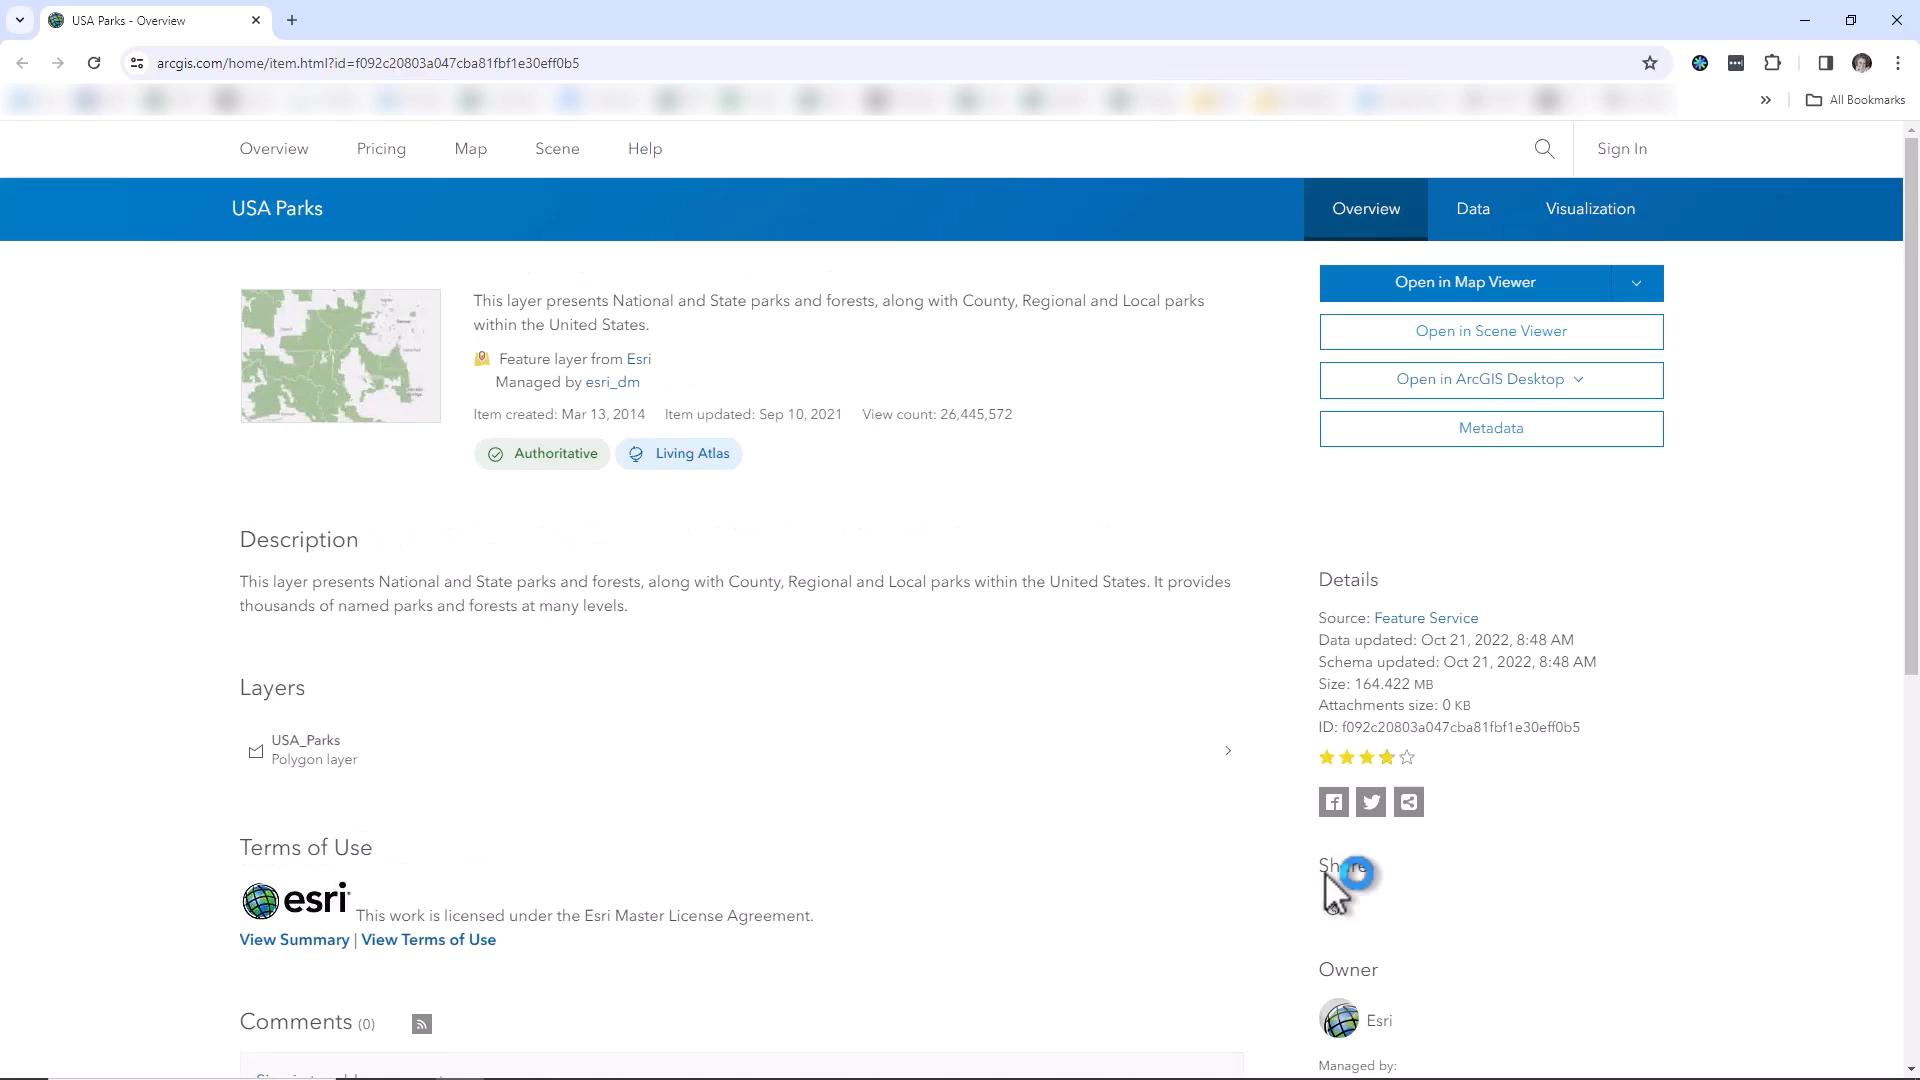 USA Parks - Overview
arcgis.com/home/item.html?id=f092c20803a047cba81fbf1e30eff0b5
All Bookmarks
Overview Pricing Map Scene Help Sign In
USA Parks Overview Data Visualization
This layer presents National and State parks and forests, along with County, Regional and Local parks
within the United States.
Feature layer from Esri
Managed by esri_dm
Item created: Mar 13, 2014 Item updated: Sep 10, 2021 View count: 26,445,572
Authoritative Living Atlas
Open in Map Viewer
Open in Scene Viewer
Open in ArcGIS Desktop
Metadata
Description
This layer presents National and State parks and forests, along with County, Regional and Local parks within the United States. It provides
thousands of named parks and forests at many levels.
Layers
USA_Parks
Polygon layer
Terms of Use
esri This work is licensed under the Esri Master License Agreement.
View Summary | View Terms of Use
Comments (0)
Details
Source: Feature Service
Data updated: Oct 21, 2022, 8:48 AM
Schema updated: Oct 21, 2022, 8:48 AM
Size: 164.422 MB
Attachments size: 0 KB
ID: f092c20803a047cba81fbf1e30eff0b5
Share
Owner
Esri
Managed by: